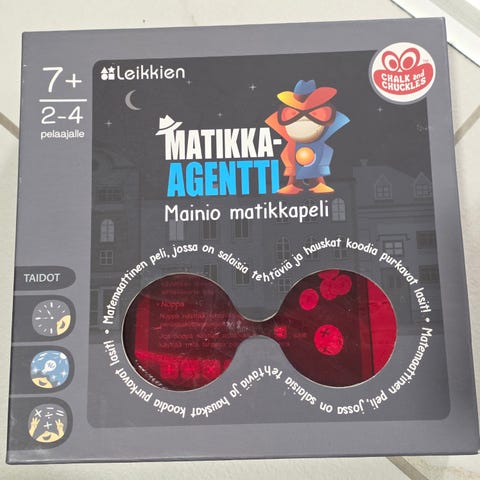 7+
2-4
pelaajalle
Leikkien
CHALK and
CHUCKLES
MATIKKA-
AGENTTI
Mainio matikkapeli
Matemaattinen peli, jossa on salaisia tehtäviä ja hauskat koodia purkavat lasit!
Matemaattinen peli, jossa on salaisia tehtäviä ja hauskat koodia purkavat lasit!
TAIDOT
Noppa